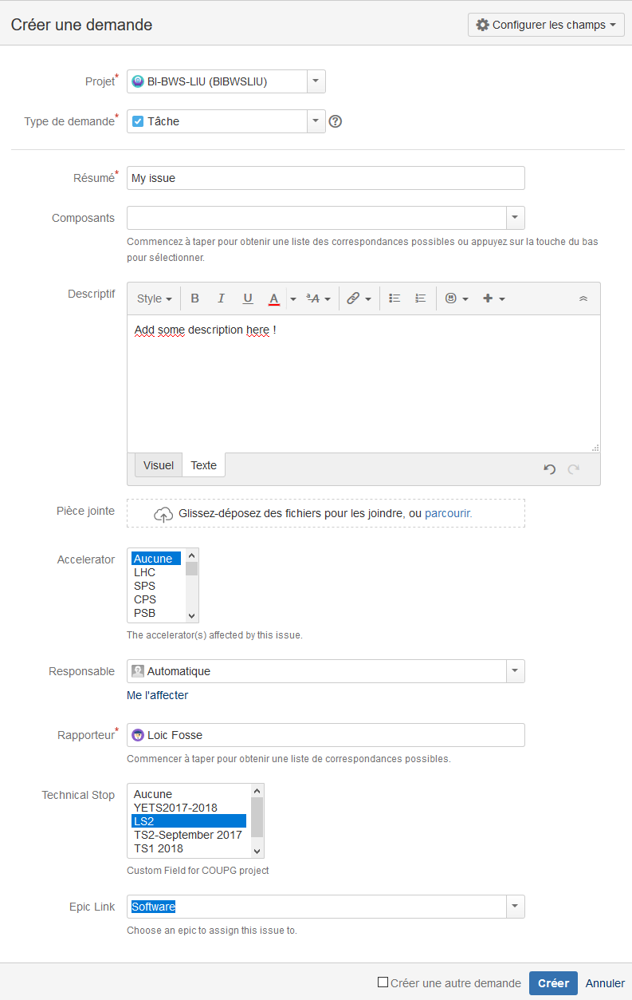 Créer une demande
Configurer les champs
Projet*
BI-BWS-LIU (BIBWSLIU)
Type de demande*
Tâche
Résumé*
My issue
Composants
Commencez à taper pour obtenir une liste des correspondances possibles ou appuyez sur la touche du bas
pour sélectionner.
Descriptif
Style B I U A ªA
Add some description here !
Visuel Texte
Pièce jointe
Glissez-déposez des fichiers pour les joindre, ou parcourir.
Accelerator
Aucune
LHC
SPS
CPS
PSB
The accelerator(s) affected by this issue.
Responsable
Automatique
Me l'affecter
Rapporteur*
Loic Fosse
Commencer à taper pour obtenir une liste de correspondances possibles.
Technical Stop
Aucune
YETS2017-2018
LS2
TS2-September 2017
TS1 2018
Custom Field for COUPG project
Epic Link
Software
Choose an epic to assign this issue to.
Créer une autre demande
Créer
Annuler